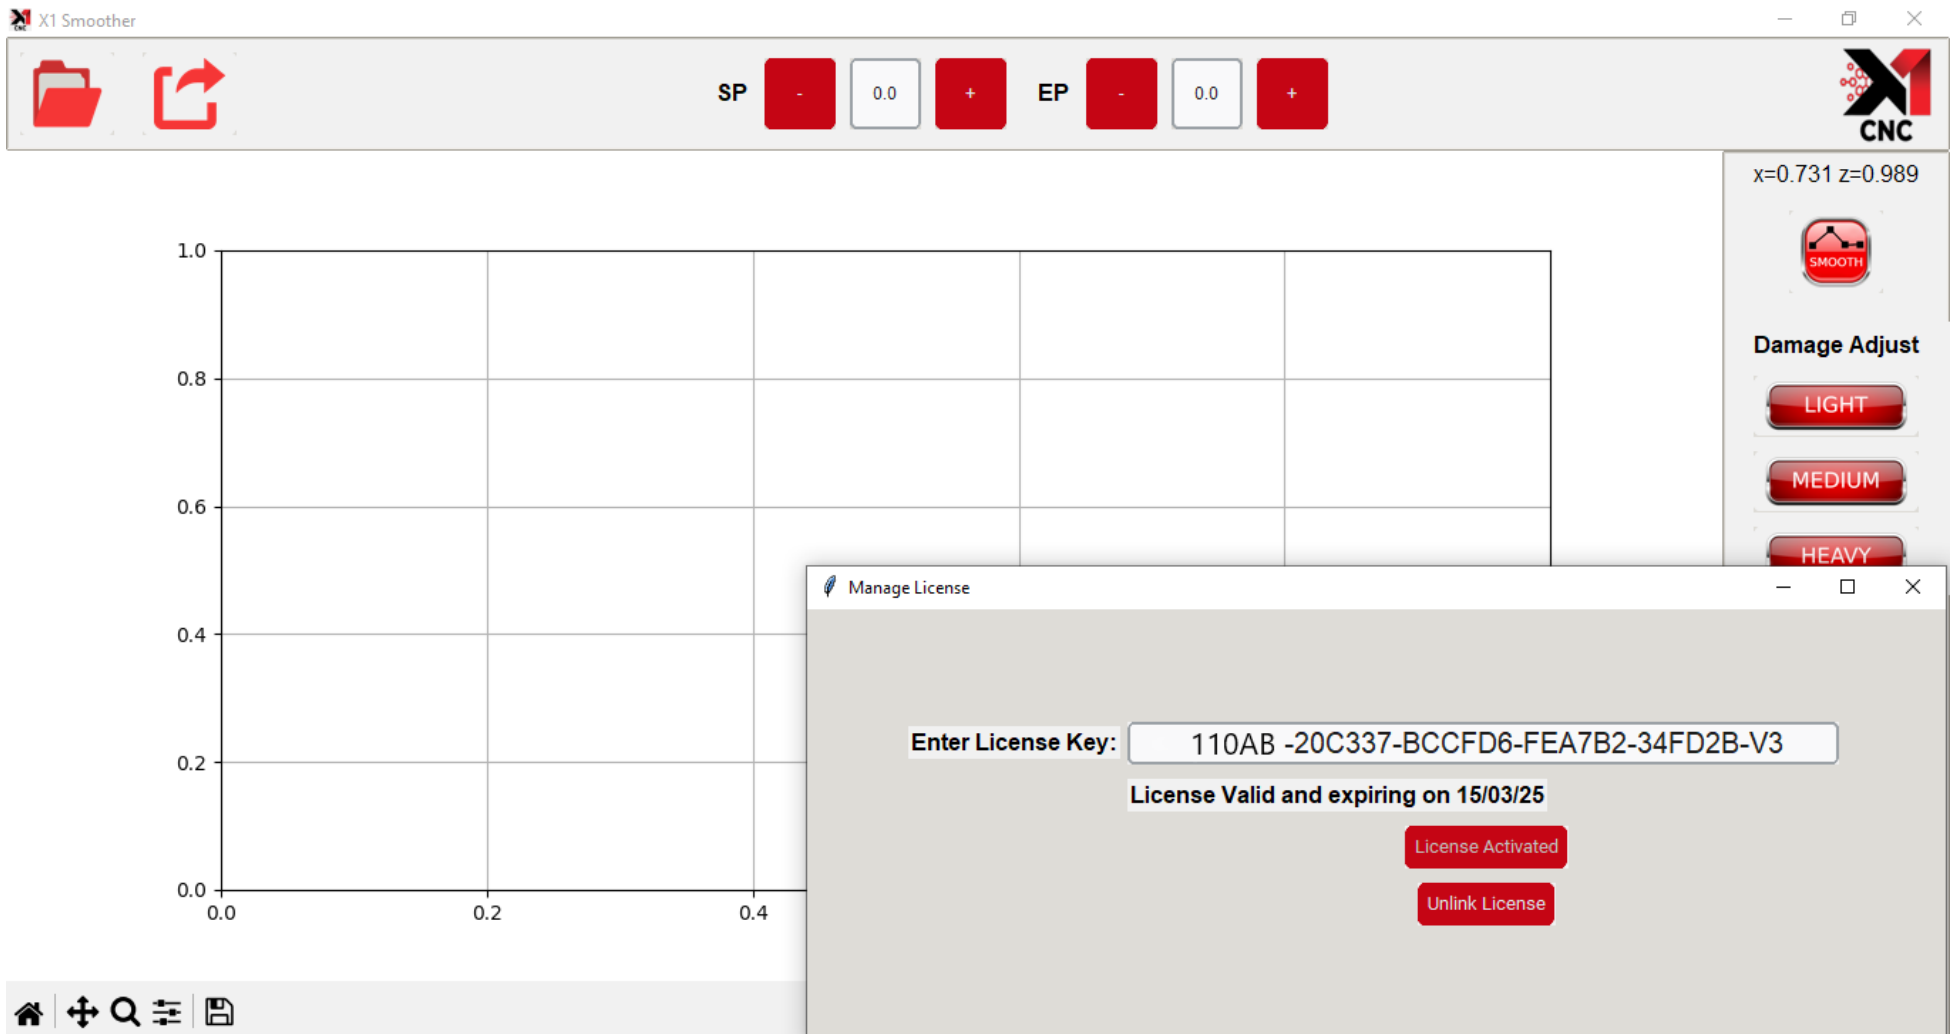 X1 Smoother
SP - 0.0 + EP - 0.0 +
X1
CNC
x=0.731 z=0.989
SMOOTH
Damage Adjust
LIGHT
MEDIUM
HEAVY
1.0
0.8
0.6
0.4
0.2
0.0
0.0 0.2 0.4
Manage License
Enter License Key: 110AB -20C337-BCCFD6-FEA7B2-34FD2B-V3
License Valid and expiring on 15/03/25
License Activated
Unlink License